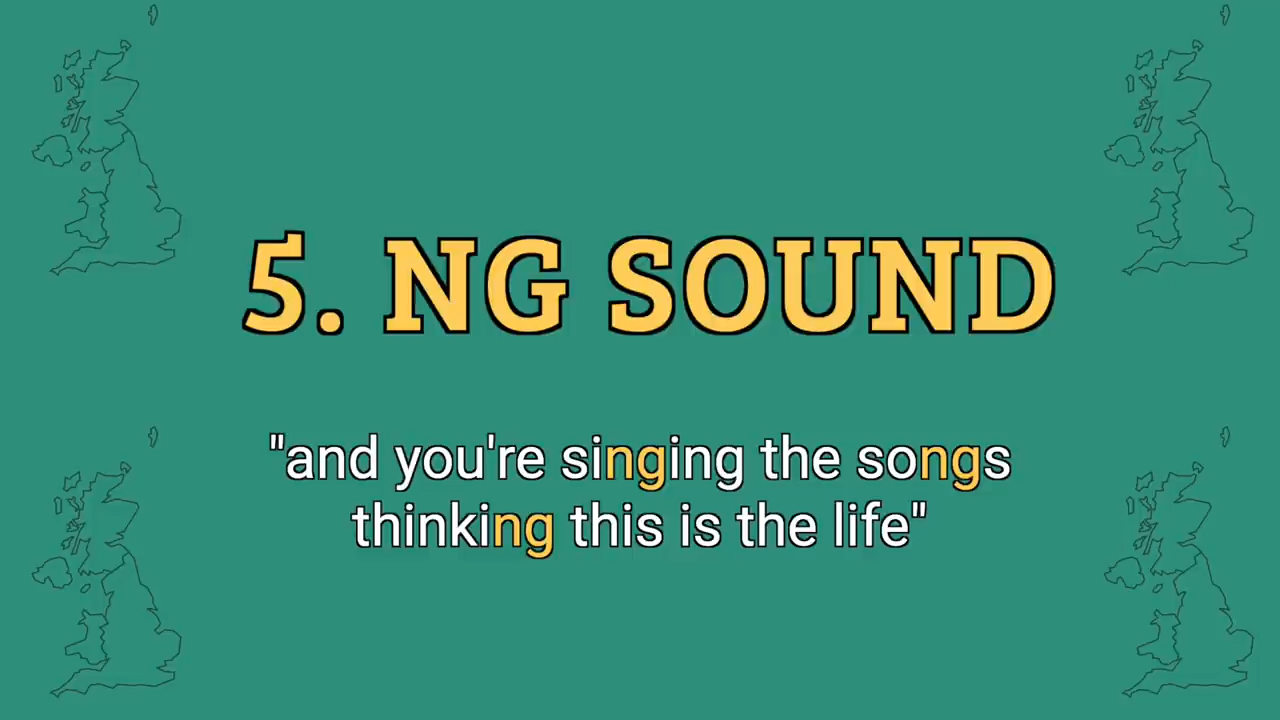 5. NG SOUND
"and you're singing the songs
thinking this is the life"